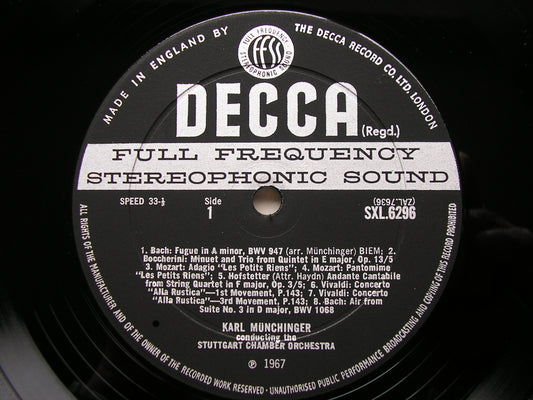 MADE IN ENGLAND BY
THE DECCA RECORD CO. LTD. LONDON
FULL FREQUENCY
ffss
STEREOPHONIC SOUND
DECCA (Regd.)
FULL FREQUENCY
STEREOPHONIC SOUND
SPEED 33-⅓
Side
1
(ZAL.7636)
SXL.6296
1. Bach: Fugue in A minor, BWV 947 (arr. Münchinger) BIEM; 2.
Boccherini: Minuet and Trio from Quintet in E major, Op. 13/5
3. Mozart: Adagio "Les Petits Riens"; 4. Mozart: Pantomime
"Les Petits Riens"; 5. Hofstetter (Attr. Haydn) Andante Cantabile
from String Quartet in F major, Op. 3/5; 6. Vivaldi: Concerto
"Alla Rustica"—1st Movement, P.143; 7. Vivaldi: Concerto
"Alla Rustica"—3rd Movement, P.143; 8. Bach: Air from
Suite No. 3 in D major, BWV 1068
KARL MÜNCHINGER
conducting the
STUTTGART CHAMBER ORCHESTRA
℗ 1967
ALL RIGHTS OF THE MANUFACTURER AND OF THE OWNER OF THE RECORDED WORK RESERVED · UNAUTHORISED PUBLIC PERFORMANCE BROADCASTING AND COPYING OF THIS RECORD PROHIBITED